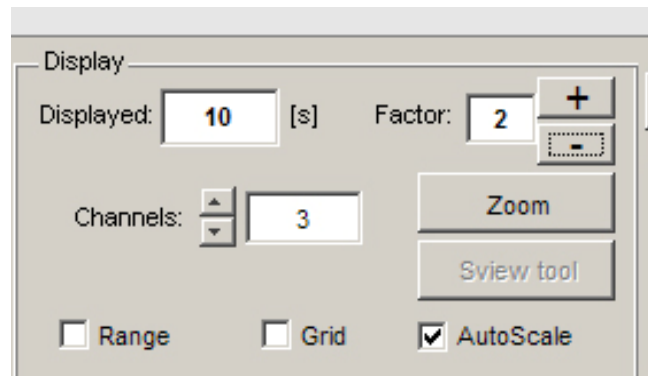 Display
Displayed: 10 [s] Factor: 2 + -
Channels: 3 Zoom
Sview tool
Range Grid AutoScale